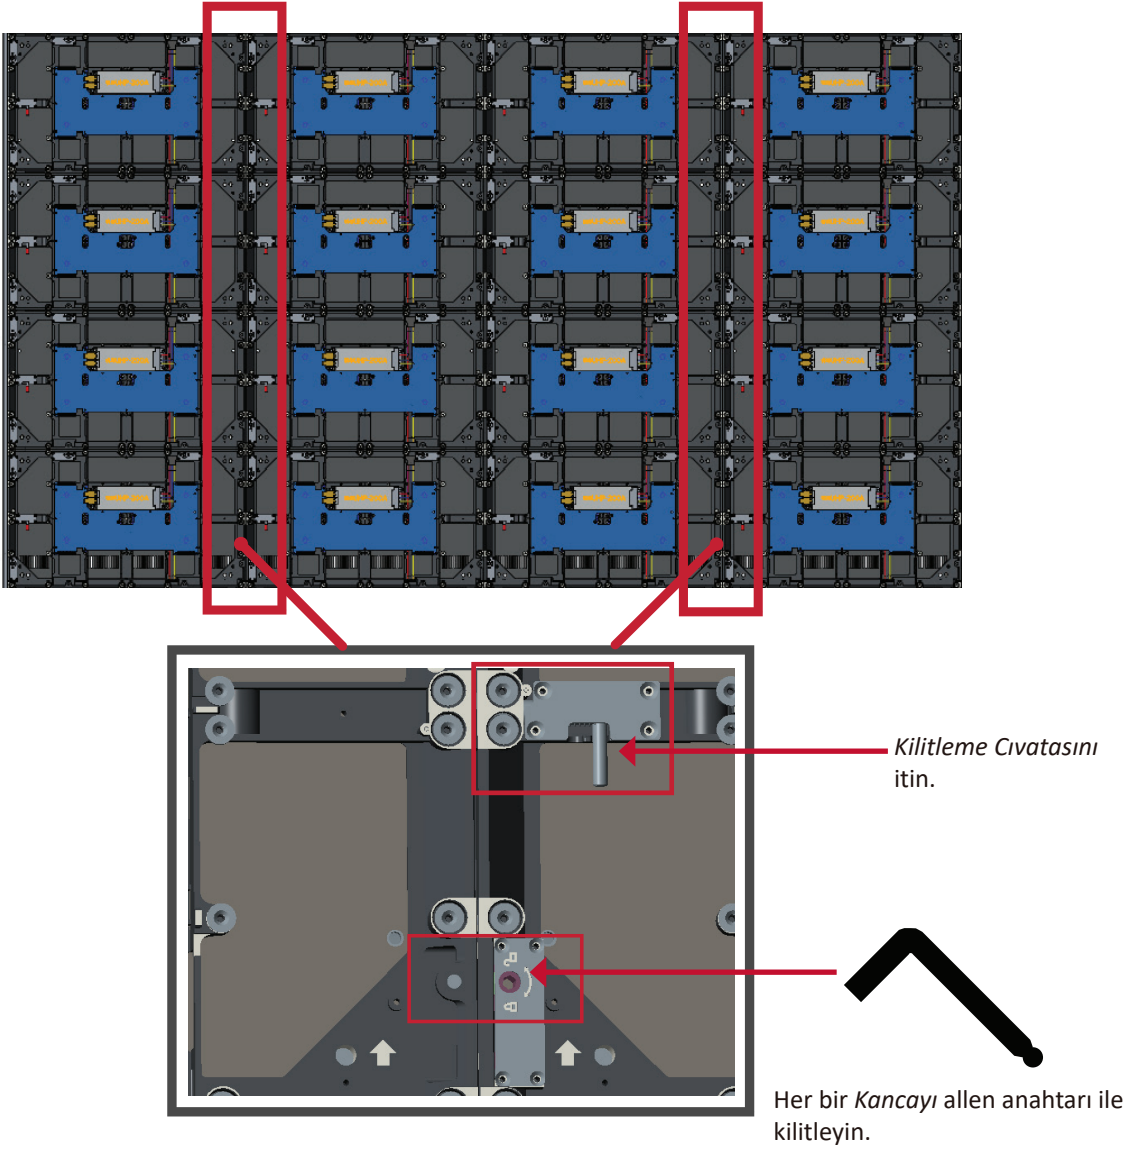 Kilitleme Cıvatasını
itin.
Her bir Kancayı allen anahtarı ile
kilitleyin.